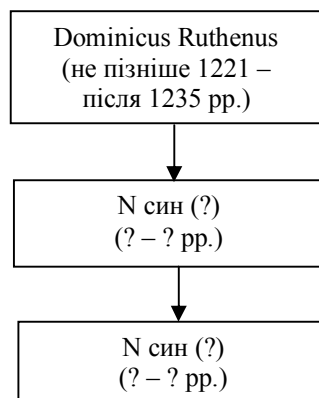 Dominicus Ruthenus
(не пізніше 1221 –
після 1235 рр.)
N син (?)
(? – ? рр.)
N син (?)
(? – ? рр.)